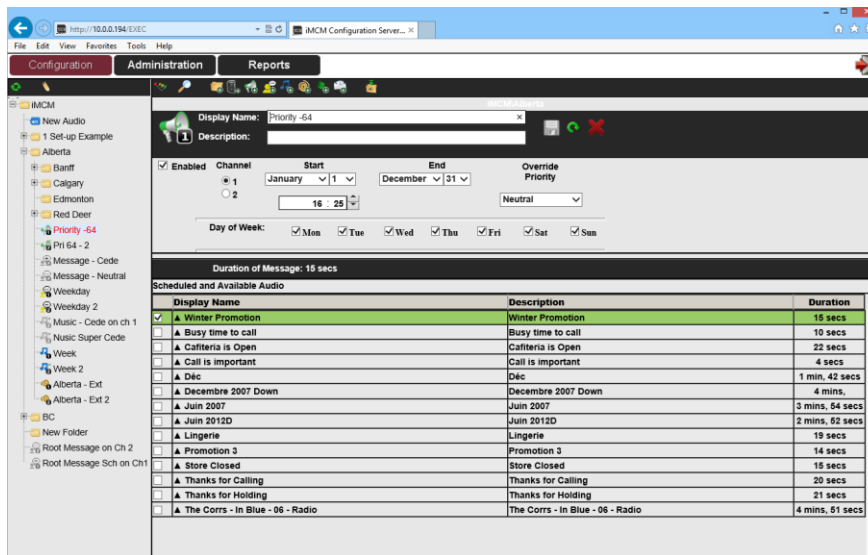 http://10.0.0.194/EXEC
iMCM Configuration Server...
File Edit View Favorites Tools Help
Configuration Administration Reports
iMCM\Alberta
iMCM
New Audio
1 Set-up Example
Alberta
Banff
Calgary
Edmonton
Red Deer
Priority -64
Pri 64 - 2
Message - Cede
Message - Neutral
Weekday
Weekday 2
Music - Cede on ch 1
Nusic Super Cede
Week
Week 2
Alberta - Ext
Alberta - Ext 2
BC
New Folder
Root Message on Ch 2
Root Message Sch on Ch1
Display Name: Priority -64
1 Description:
Enabled Channel Start End Override Priority
1 January 1 December 31
2 16 : 25 Neutral
Day of Week: Mon Tue Wed Thu Fri Sat Sun
Duration of Message: 15 secs
Scheduled and Available Audio
Display Name Description Duration
▲ Winter Promotion Winter Promotion 15 secs
▲ Busy time to call Busy time to call 10 secs
▲ Cafiteria is Open Cafiteria is Open 22 secs
▲ Call is important Call is important 4 secs
▲ Déc Déc 1 min, 42 secs
▲ Decembre 2007 Down Decembre 2007 Down 4 mins,
▲ Juin 2007 Juin 2007 3 mins, 54 secs
▲ Juin 2012D Juin 2012D 2 mins, 52 secs
▲ Lingerie Lingerie 19 secs
▲ Promotion 3 Promotion 3 14 secs
▲ Store Closed Store Closed 15 secs
▲ Thanks for Calling Thanks for Calling 20 secs
▲ Thanks for Holding Thanks for Holding 21 secs
▲ The Corrs - In Blue - 06 - Radio The Corrs - In Blue - 06 - Radio 4 mins, 51 secs